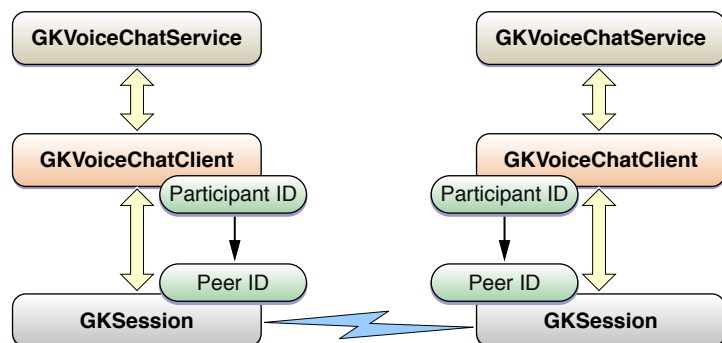 GKVoiceChatService
GKVoiceChatService
GKVoiceChatClient
GKVoiceChatClient
Participant ID
Participant ID
Peer ID
Peer ID
GKSession
GKSession